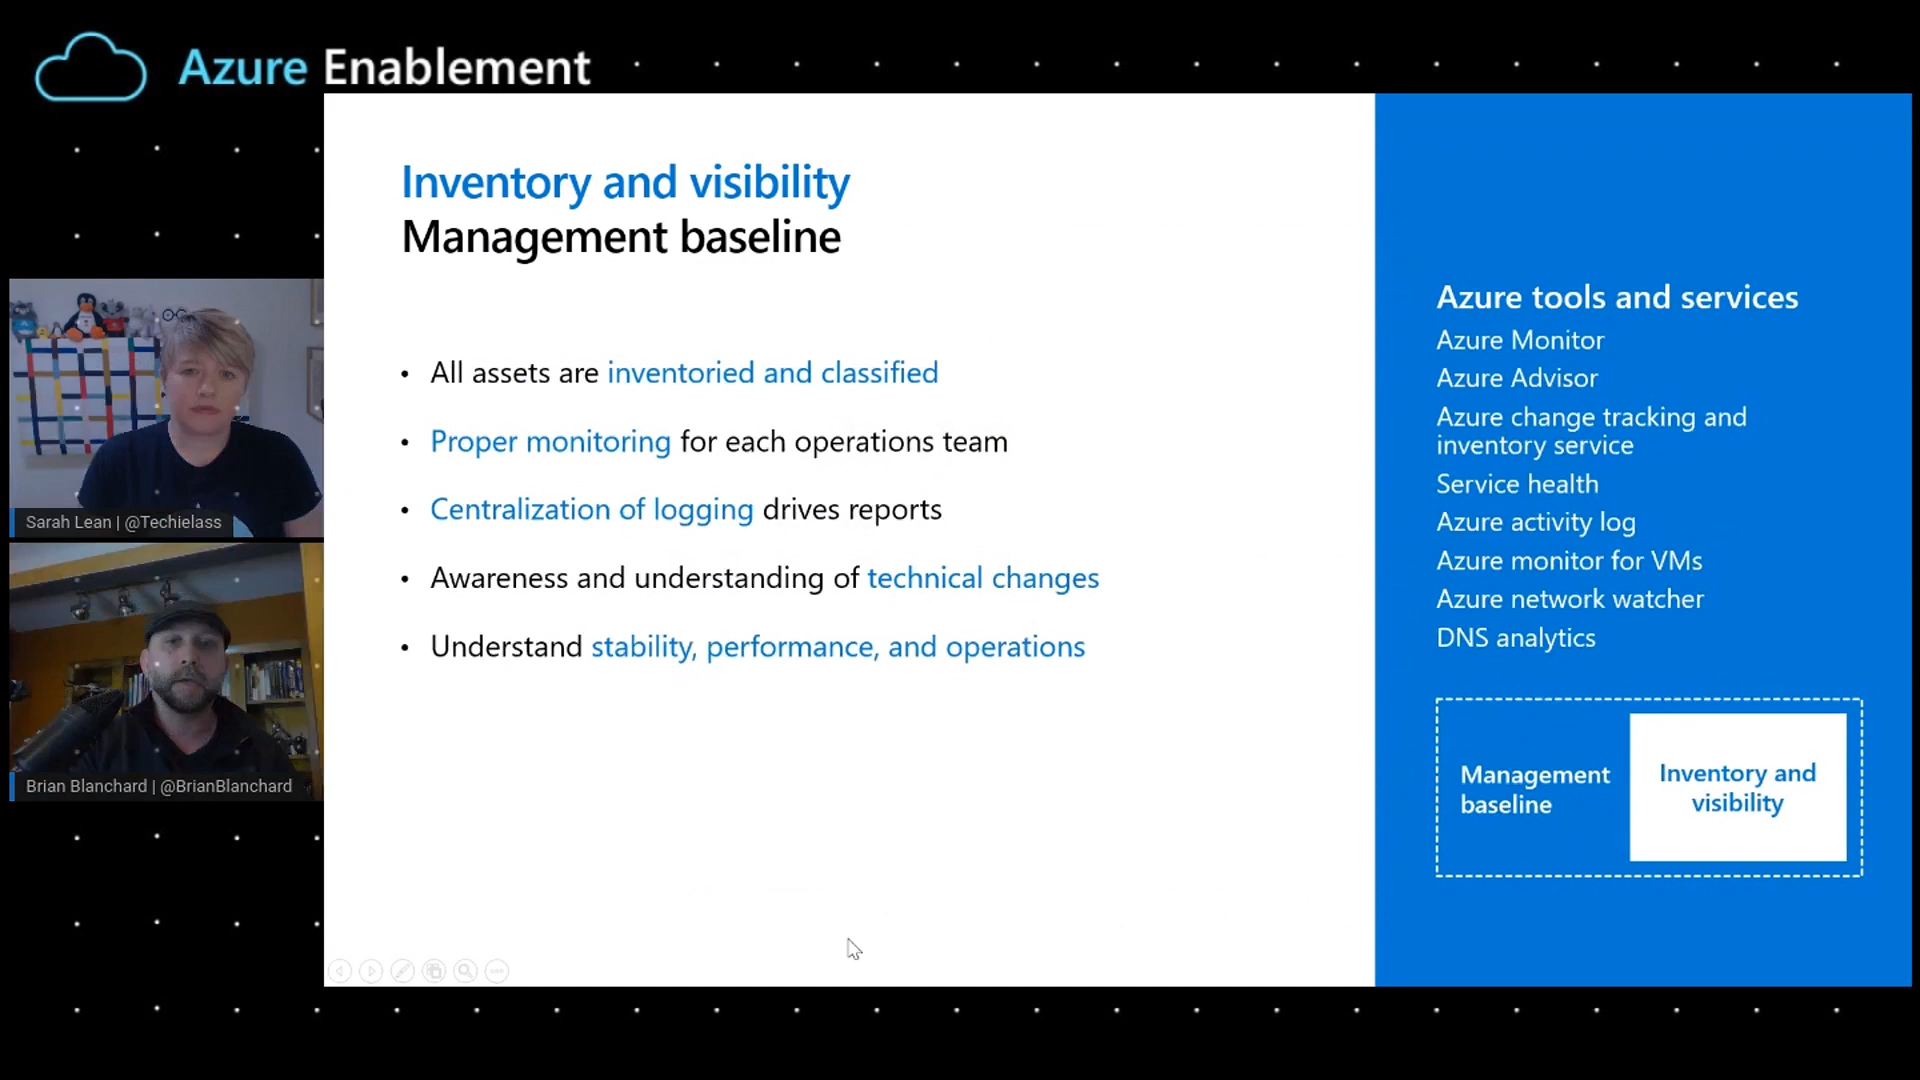 Azure Enablement
Inventory and visibility
Management baseline
• All assets are inventoried and classified
• Proper monitoring for each operations team
• Centralization of logging drives reports
• Awareness and understanding of technical changes
• Understand stability, performance, and operations
Azure tools and services
Azure Monitor
Azure Advisor
Azure change tracking and
inventory service
Service health
Azure activity log
Azure monitor for VMs
Azure network watcher
DNS analytics
Management
baseline
Inventory and
visibility
Sarah Lean | @Techielass
Brian Blanchard | @BrianBlanchard